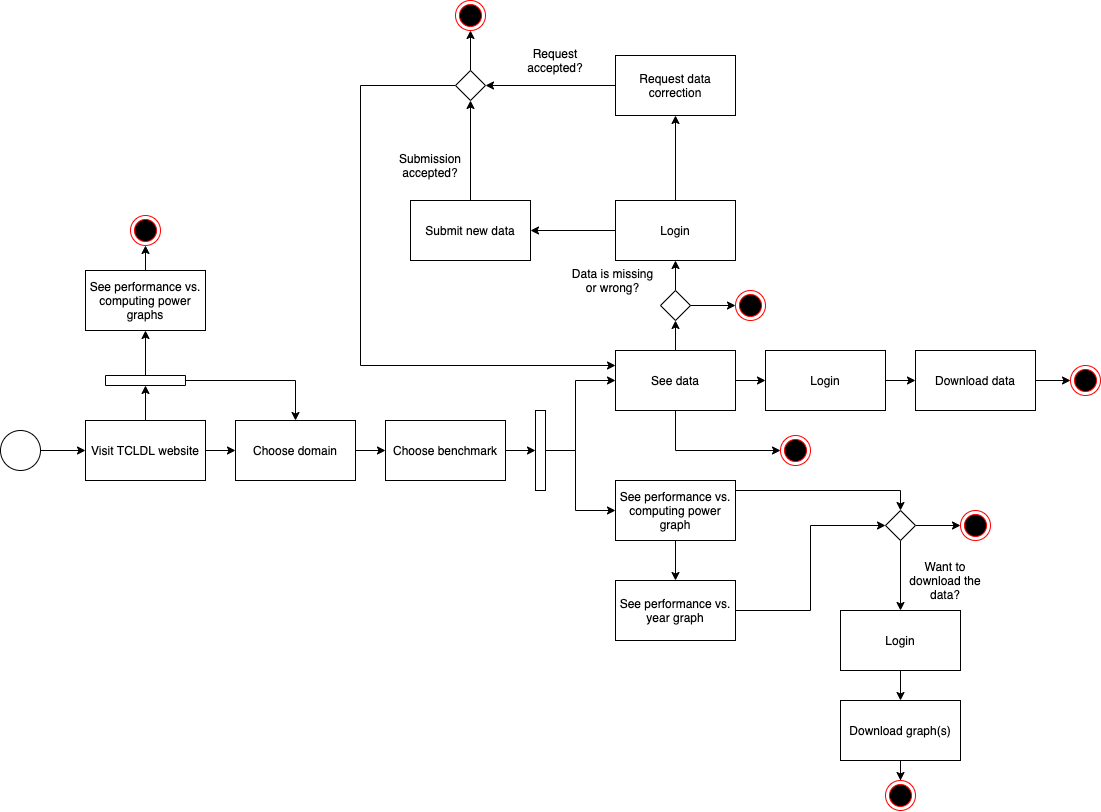 Request
accepted?
Request data
correction
Submission
accepted?
Submit new data
Login
Data is missing
or wrong?
See performance vs.
computing power
graphs
See data
Login
Download data
Visit TCLDL website
Choose domain
Choose benchmark
See performance vs.
computing power
graph
Want to
download the
data?
See performance vs.
year graph
Login
Download graph(s)